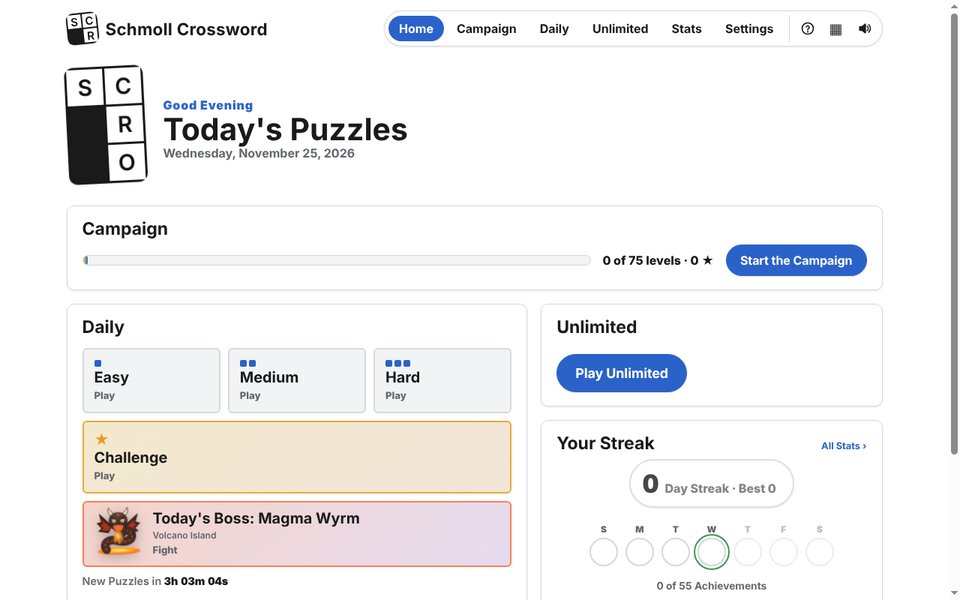 S C
R
Schmoll Crossword
Home Campaign Daily Unlimited Stats Settings
S C
R
O
Good Evening
Today's Puzzles
Wednesday, November 25, 2026
Campaign
0 of 75 levels · 0 ★ Start the Campaign
Daily
Easy
Play
Medium
Play
Hard
Play
★
Challenge
Play
Today's Boss: Magma Wyrm
Volcano Island
Fight
New Puzzles in 3h 03m 04s
Unlimited
Play Unlimited
Your Streak All Stats ›
0 Day Streak · Best 0
S M T W T F S
0 of 55 Achievements